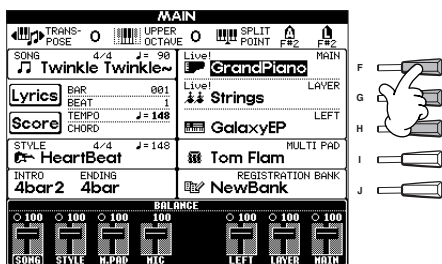 MAIN
TRANS-POSE 0 UPPER OCTAVE 0 SPLIT POINT A F#2 L F#2
SONG 4/4 ♩= 90
Twinkle Twinkle~
Live! MAIN
GrandPiano
Lyrics BAR 001
BEAT 1
Live! LAYER
Strings
Score TEMPO ♩=148
CHORD
LEFT
GalaxyEP
STYLE 4/4 ♩=148
HeartBeat
MULTI PAD
Tom Flam
INTRO ENDING
4bar2 4bar
REGISTRATION BANK
NewBank
BALANCE
100 100 100 100 100 100 100
SONG STYLE M.PAD MIC LEFT LAYER MAIN
F
G
H
I
J